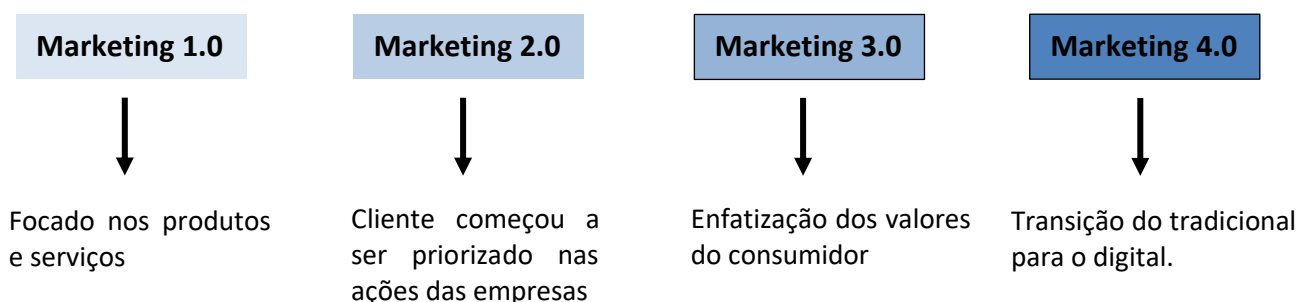 Marketing 1.0
Marketing 2.0
Marketing 3.0
Marketing 4.0
Focado nos produtos
e serviços
Cliente começou a
ser priorizado nas
ações das empresas
Enfatização dos valores
do consumidor
Transição do tradicional
para o digital.